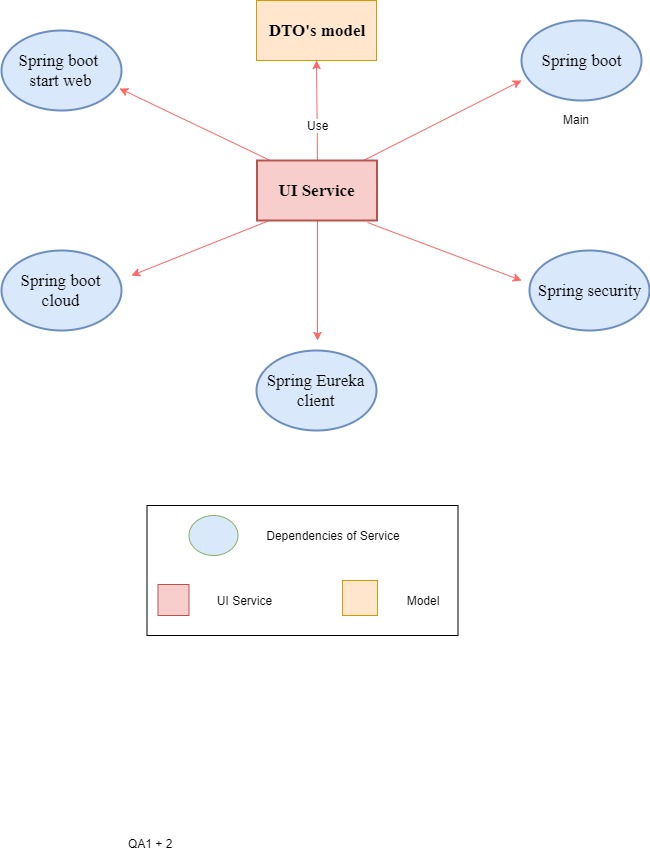 DTO's model
Spring boot
start web
Spring boot
Main
Use
UI Service
Spring boot
cloud
Spring security
Spring Eureka
client
Dependencies of Service
UI Service
Model
QA1 + 2